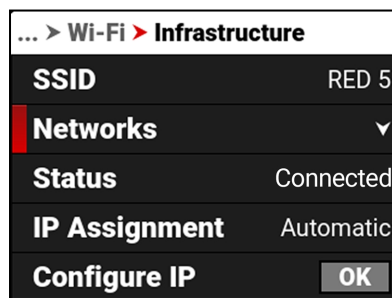 ... > Wi-Fi > Infrastructure
SSID RED 5
Networks
Status Connected
IP Assignment Automatic
Configure IP OK